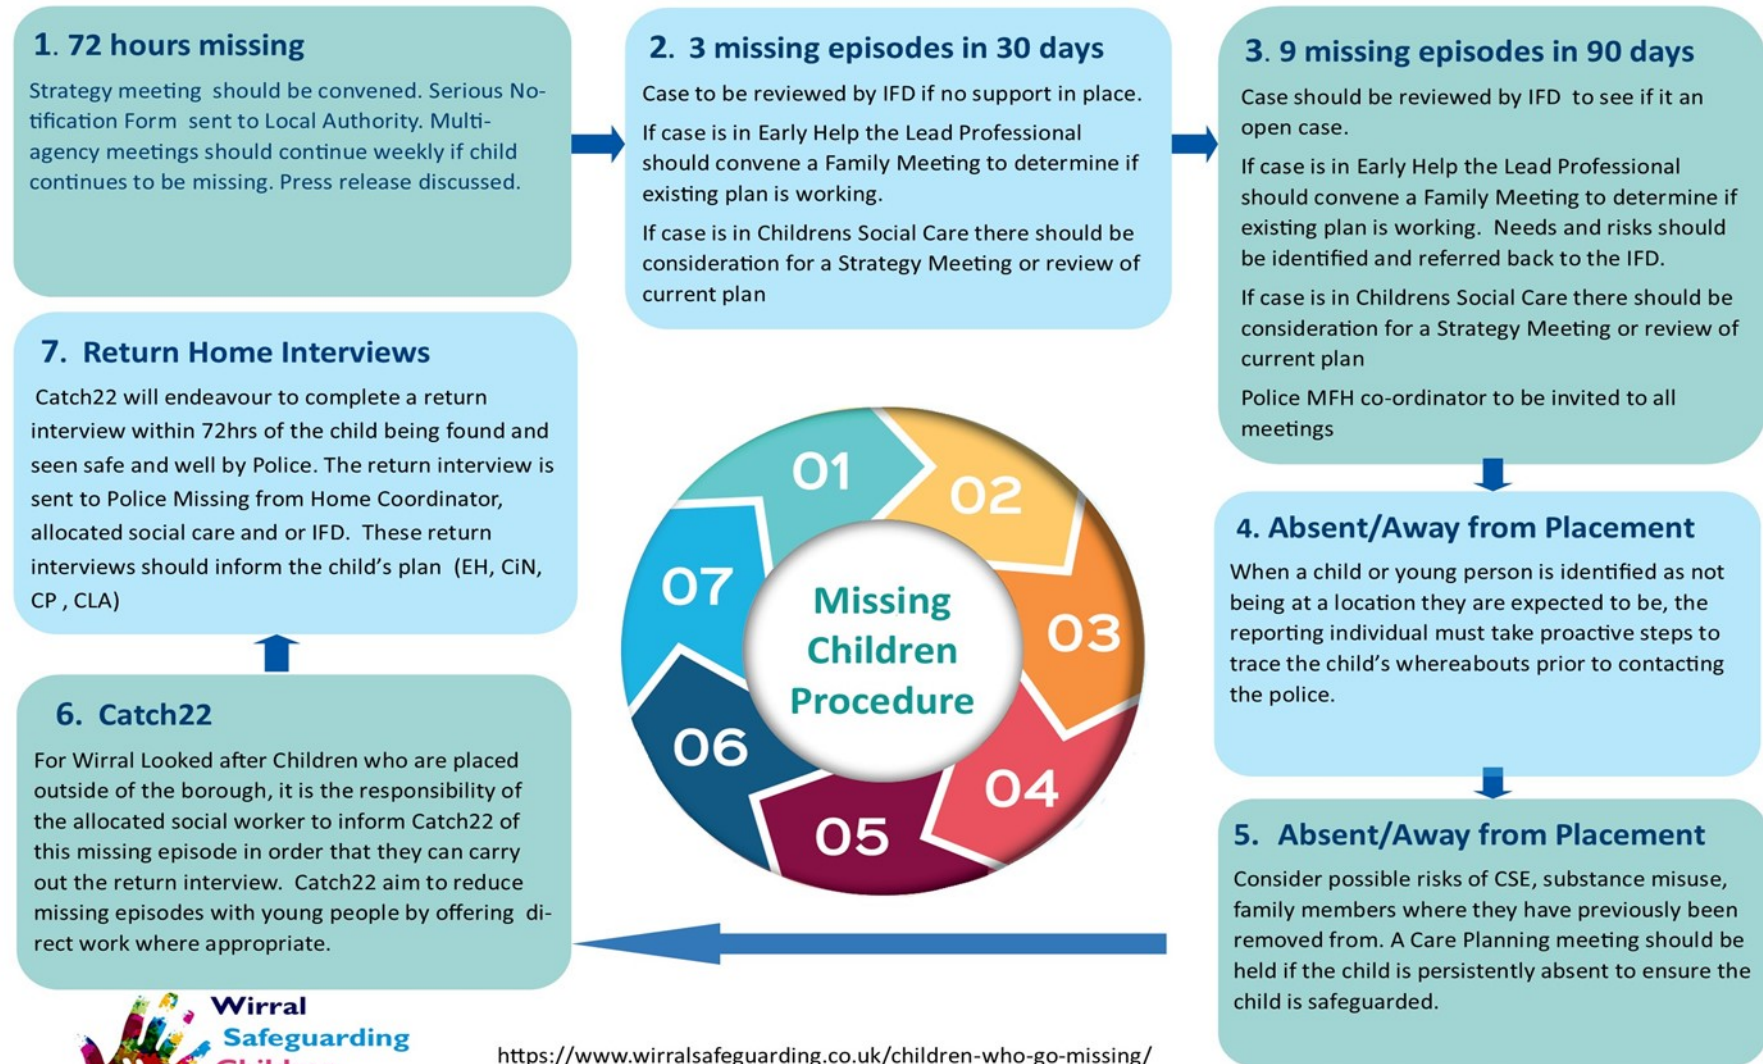 1. 72 hours missing
Strategy meeting should be convened. Serious No-
tification Form sent to Local Authority. Multi-
agency meetings should continue weekly if child
continues to be missing. Press release discussed.
2. 3 missing episodes in 30 days
Case to be reviewed by IFD if no support in place.
If case is in Early Help the Lead Professional
should convene a Family Meeting to determine if
existing plan is working.
If case is in Childrens Social Care there should be
consideration for a Strategy Meeting or review of
current plan
3. 9 missing episodes in 90 days
Case should be reviewed by IFD to see if it an
open case.
If case is in Early Help the Lead Professional
should convene a Family Meeting to determine if
existing plan is working. Needs and risks should
be identified and referred back to the IFD.
If case is in Childrens Social Care there should be
consideration for a Strategy Meeting or review of
current plan
Police MFH co-ordinator to be invited to all
meetings
4. Absent/Away from Placement
When a child or young person is identified as not
being at a location they are expected to be, the
reporting individual must take proactive steps to
trace the child's whereabouts prior to contacting
the police.
5. Absent/Away from Placement
Consider possible risks of CSE, substance misuse,
family members where they have previously been
removed from. A Care Planning meeting should be
held if the child is persistently absent to ensure the
child is safeguarded.
6. Catch22
For Wirral Looked after Children who are placed
outside of the borough, it is the responsibility of
the allocated social worker to inform Catch22 of
this missing episode in order that they can carry
out the return interview. Catch22 aim to reduce
missing episodes with young people by offering di-
rect work where appropriate.
7. Return Home Interviews
Catch22 will endeavour to complete a return
interview within 72hrs of the child being found and
seen safe and well by Police. The return interview is
sent to Police Missing from Home Coordinator,
allocated social care and or IFD. These return
interviews should inform the child's plan (EH, CiN,
CP , CLA)
01
02
03
04
05
06
07
Missing
Children
Procedure
Wirral
Safeguarding
Children
https://www.wirralsafeguarding.co.uk/children-who-go-missing/